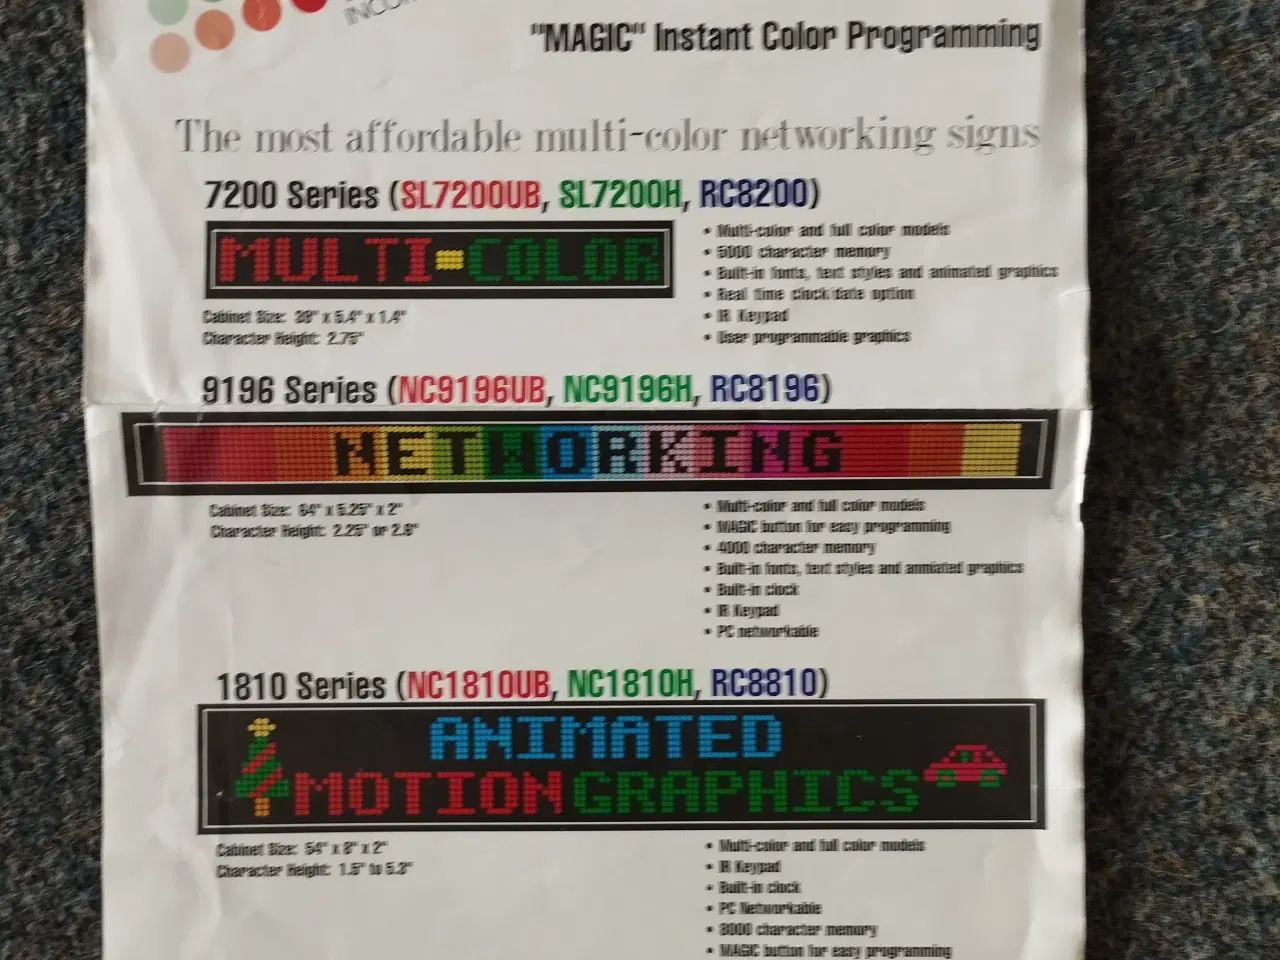 "MAGIC" Instant Color Programming
The most affordable multi-color networking signs
7200 Series (SL7200UB, SL7200H, RC8200)
MULTI-COLOR
Cabinet Size: 39" x 5.4" x 1.4"
Character Height: 2.75"
• Multi-color and full color models
• 5000 character memory
• Built-in fonts, text styles and animated graphics
• Real time clock/date option
• IR Keypad
• User programmable graphics
9196 Series (NC9196UB, NC9196H, RC8196)
NETWORKING
Cabinet Size: 64" x 5.25" x 2"
Character Height: 2.25" or 2.8"
• Multi-color and full color models
• MAGIC button for easy programming
• 4000 character memory
• Built-in fonts, text styles and anmiated graphics
• Built-in clock
• IR Keypad
• PC networkable
1810 Series (NC1810UB, NC1810H, RC8810)
ANIMATED
MOTION GRAPHICS
Cabinet Size: 54" x 8" x 2"
Character Height: 1.5" to 5.3"
• Multi-color and full color models
• IR Keypad
• Built-in clock
• PC Networkable
• 8000 character memory
• MAGIC button for easy programming